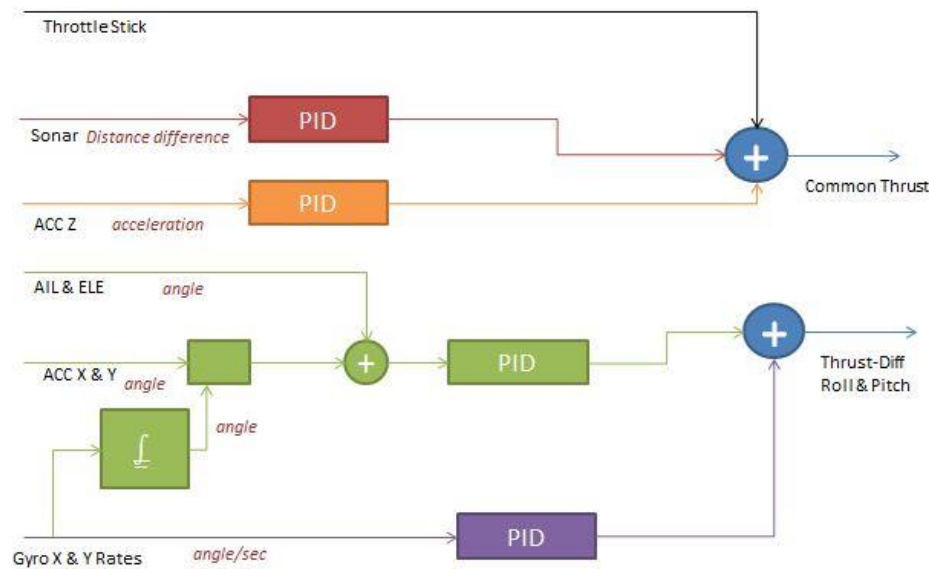 Throttle Stick
PID
Sonar Distance difference
+
Common Thrust
PID
ACC Z acceleration
AIL & ELE angle
+
PID
+
ACC X & Y angle
Thrust-Diff
Roll & Pitch
angle
∫
PID
Gyro X & Y Rates angle/sec